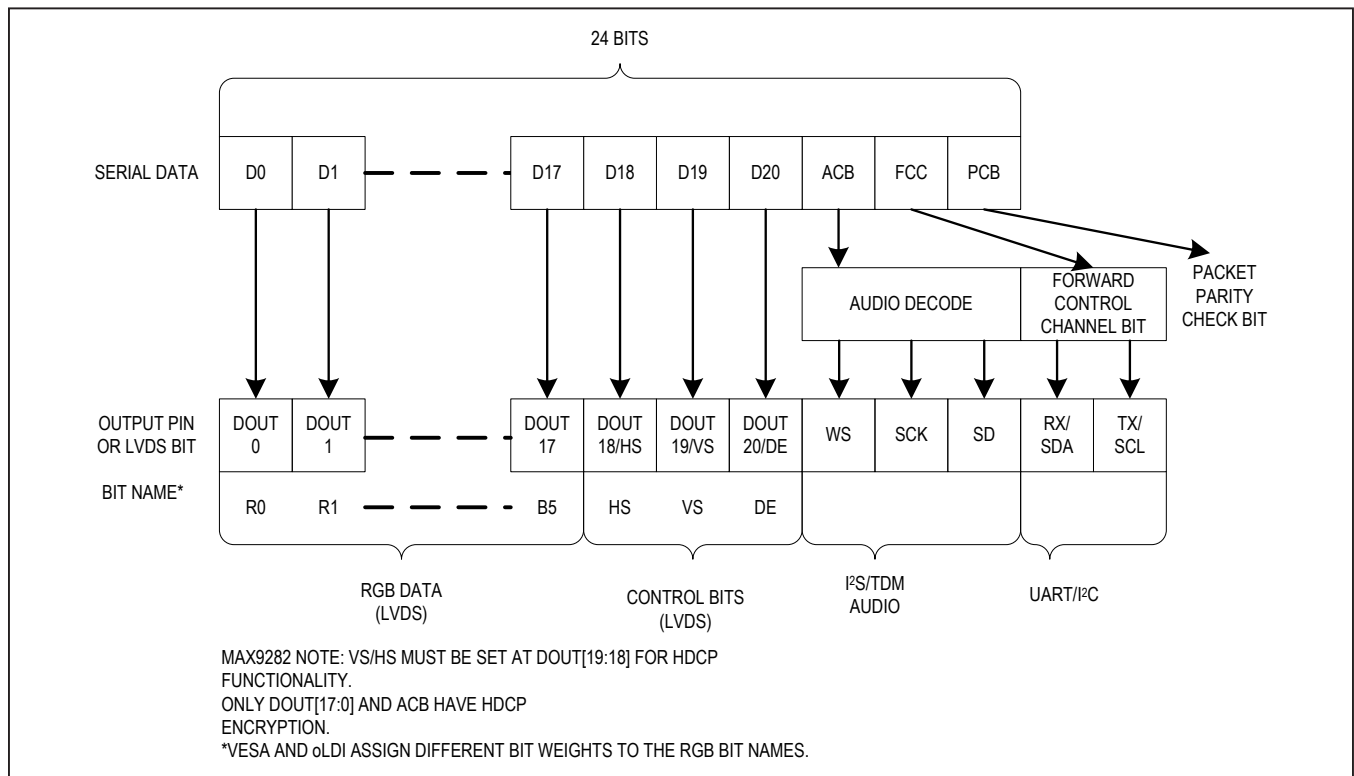 24 BITS
SERIAL DATA D0 D1 D17 D18 D19 D20 ACB FCC PCB
AUDIO DECODE
FORWARD
CONTROL
CHANNEL BIT
PACKET
PARITY
CHECK BIT
OUTPUT PIN
OR LVDS BIT
DOUT
0
DOUT
1
DOUT
17
DOUT
18/HS
DOUT
19/VS
DOUT
20/DE
WS
SCK
SD
RX/
SDA
TX/
SCL
BIT NAME*
R0 R1 B5 HS VS DE
RGB DATA
(LVDS)
CONTROL BITS
(LVDS)
I²S/TDM
AUDIO
UART/I²C
MAX9282 NOTE: VS/HS MUST BE SET AT DOUT[19:18] FOR HDCP
FUNCTIONALITY.
ONLY DOUT[17:0] AND ACB HAVE HDCP
ENCRYPTION.
*VESA AND oLDI ASSIGN DIFFERENT BIT WEIGHTS TO THE RGB BIT NAMES.